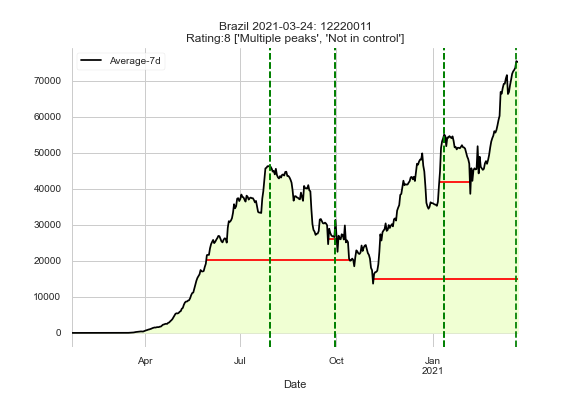 Brazil 2021-03-24: 12220011
Rating:8 ['Multiple peaks', 'Not in control']
Average-7d
70000
60000
50000
40000
30000
20000
10000
0
Apr
Jul
Oct
Jan
2021
Date